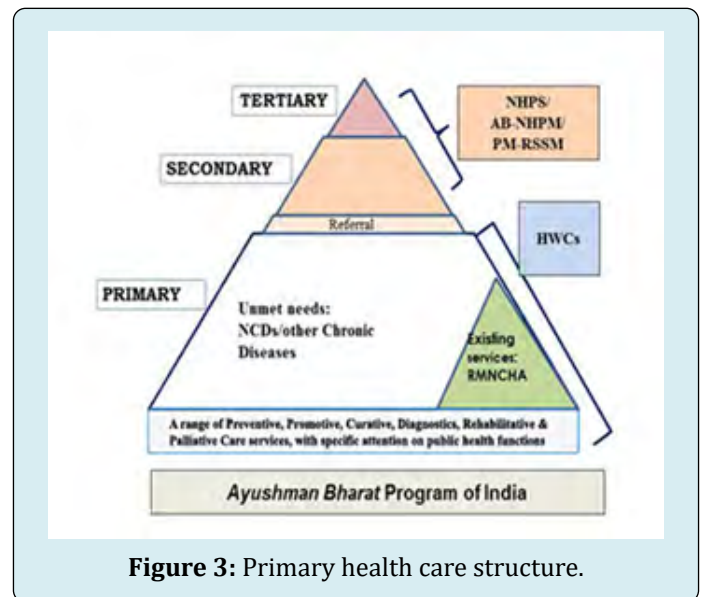 TERTIARY
NHPS/
AB-NHPM/
PM-RSSM
SECONDARY
Referral
HWCs
PRIMARY
Unmet needs:
NCDs/other Chronic
Diseases
Existing
services:
RMNCHA
A range of Preventive, Promotive, Curative, Diagnostics, Rehabilitative &
Palliative Care services, with specific attention on public health functions
Ayushman Bharat Program of India
Figure 3: Primary health care structure.